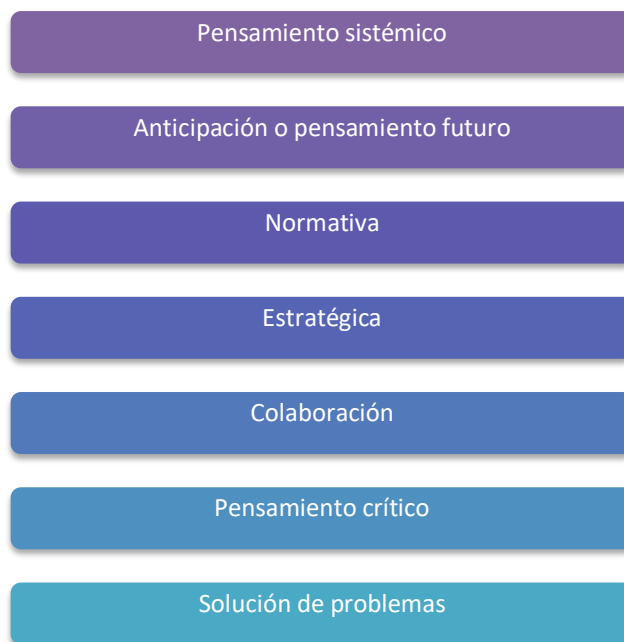 Pensamiento sistémico
Anticipación o pensamiento futuro
Normativa
Estratégica
Colaboración
Pensamiento crítico
Solución de problemas